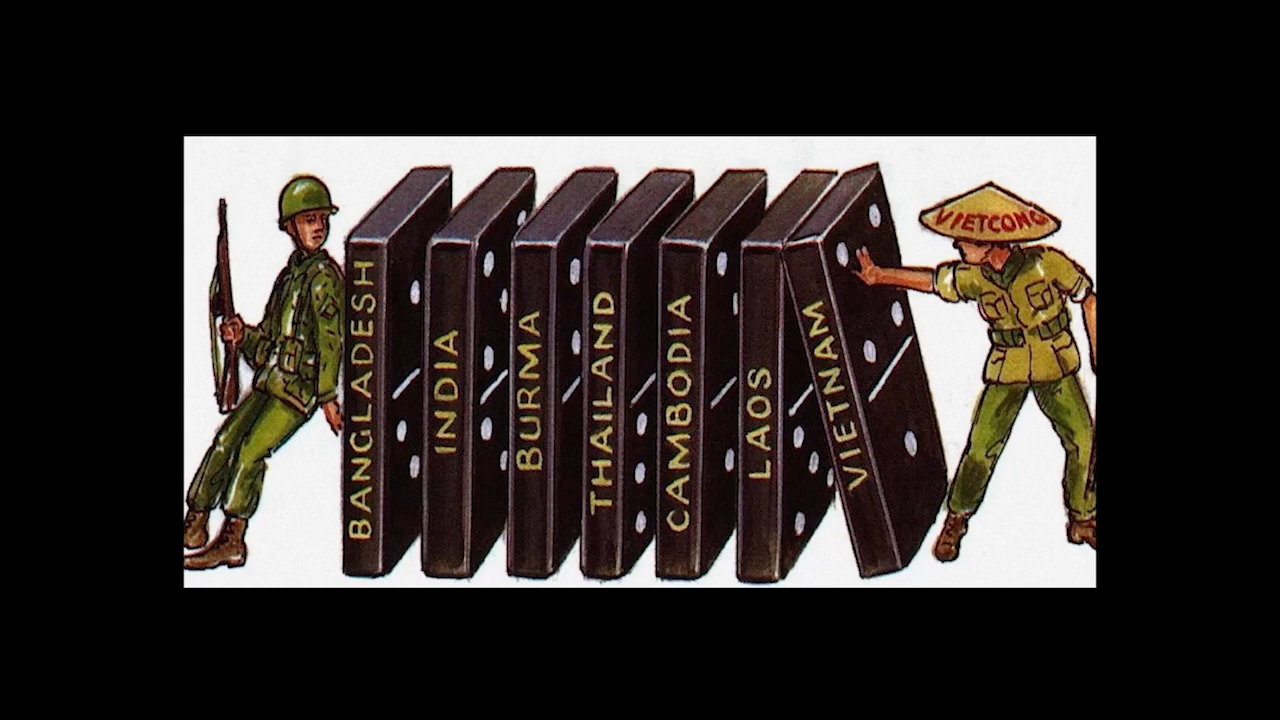 BANGLADESH
INDIA
BURMA
THAILAND
CAMBODIA
LAOS
VIETNAM
VIETCONG